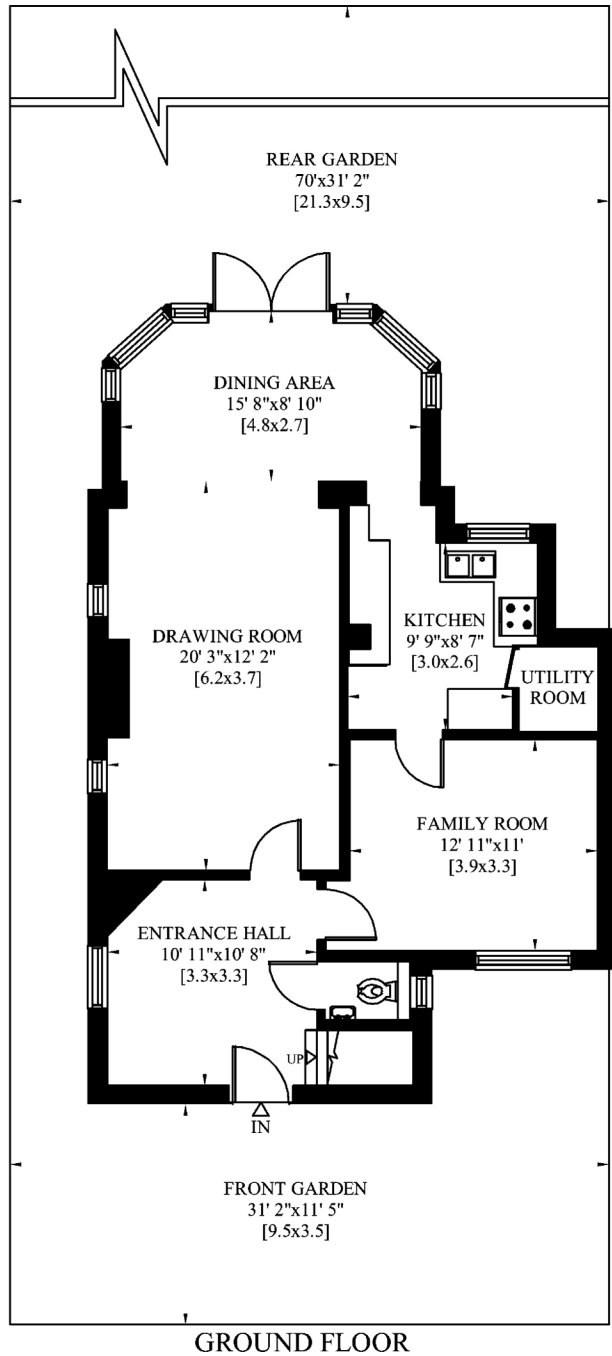 REAR GARDEN
70'x31' 2"
[21.3x9.5]
DINING AREA
15' 8"x8' 10"
[4.8x2.7]
DRAWING ROOM
20' 3"x12' 2"
[6.2x3.7]
KITCHEN
9' 9"x8' 7"
[3.0x2.6]
UTILITY
ROOM
FAMILY ROOM
12' 11"x11'
[3.9x3.3]
ENTRANCE HALL
10' 11"x10' 8"
[3.3x3.3]
UP
IN
FRONT GARDEN
31' 2"x11' 5"
[9.5x3.5]
GROUND FLOOR